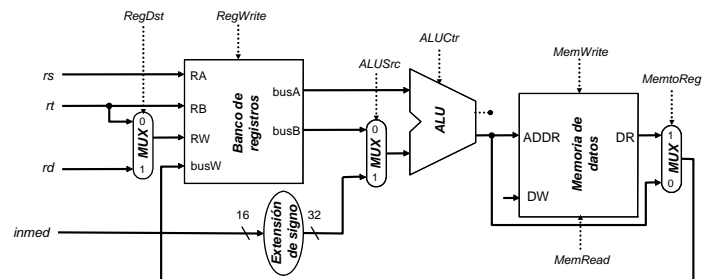 RegDst
RegWrite
ALUSrc
ALUCtr
MemWrite
MemtoReg
rs
rt
rd
inmed
0
MUX
1
RA
RB
RW
busW
Banco de
registros
busA
busB
16
Extensión
de signo
32
0
MUX
1
ALU
ADDR
DW
Memoria de
datos
DR
1
MUX
0
MemRead